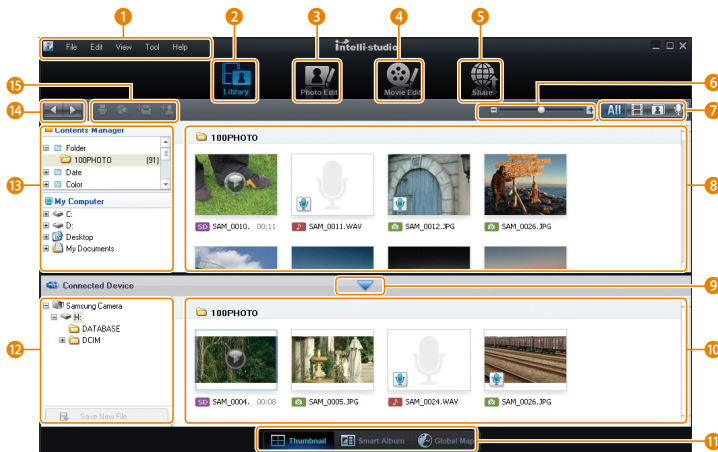 1 2 3 4 5
File Edit View Tool Help
intelli-studio
Library Photo Edit Movie Edit Share
6
15
7
All
14
Contents Manager
Folder
100PHOTO (91)
Date
Color
My Computer
C:
D:
Desktop
My Documents
13
100PHOTO
SD SAM_0010. 00:11 SAM_0011.WAV SAM_0012.JPG SAM_0026.JPG
8
Connected Device
9
Samsung Camera
H:
DATABASE
DCIM
Save New File
12
100PHOTO
SD SAM_0004. 00:08 SAM_0005.JPG SAM_0024.WAV SAM_0026.JPG
10
Thumbnail Smart Album Global Map
11